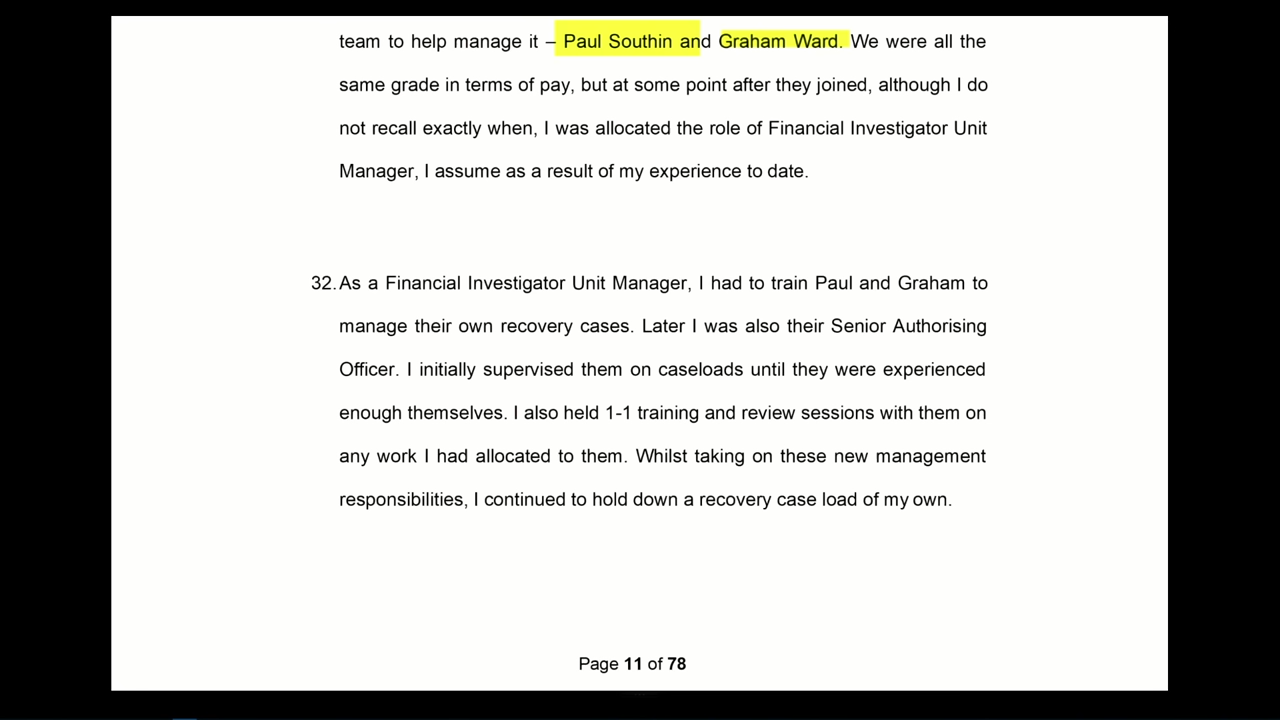 team to help manage it – Paul Southin and Graham Ward. We were all the
same grade in terms of pay, but at some point after they joined, although I do
not recall exactly when, I was allocated the role of Financial Investigator Unit
Manager, I assume as a result of my experience to date.
32. As a Financial Investigator Unit Manager, I had to train Paul and Graham to
manage their own recovery cases. Later I was also their Senior Authorising
Officer. I initially supervised them on caseloads until they were experienced
enough themselves. I also held 1-1 training and review sessions with them on
any work I had allocated to them. Whilst taking on these new management
responsibilities, I continued to hold down a recovery case load of my own.
Page 11 of 78